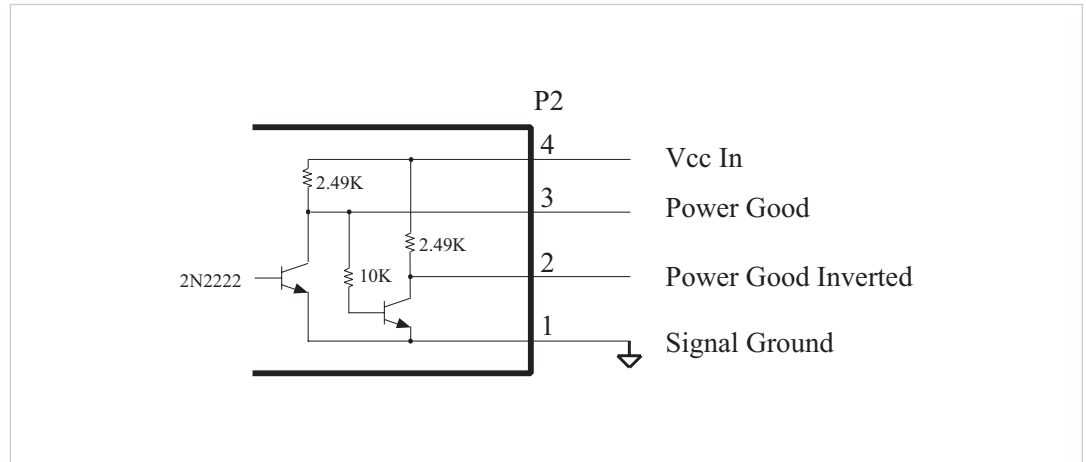 P2
4 Vcc In
2.49K
3 Power Good
2.49K
2 Power Good Inverted
2N2222
10K
1 Signal Ground